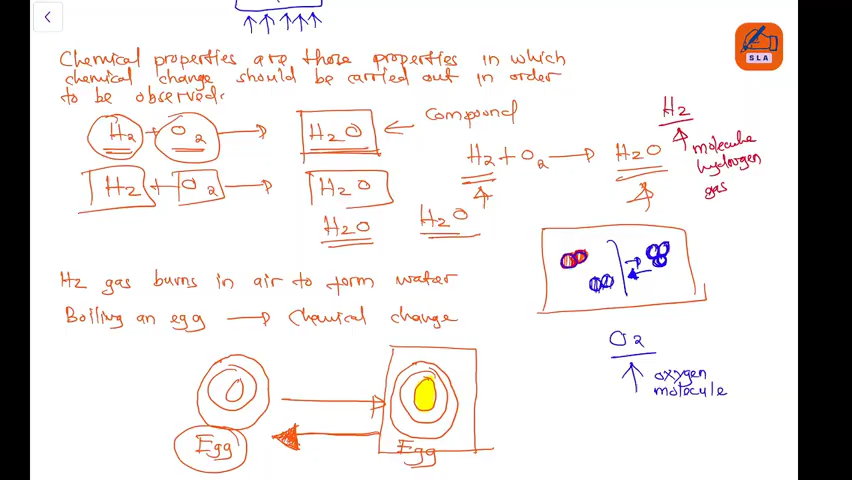 SLA
Chemical properties are those properties in which
chemical change should be carried out in order
to be observed.
H2 + O2 → H2O ← Compound
H2 + O2 → H2O
H2 + O2 → H2O
H2O H2O
H2
molecule
hydrogen
gas
H2 gas burns in air to form water
Boiling an egg → Chemical change
O2
oxygen
molocule
Egg
Egg